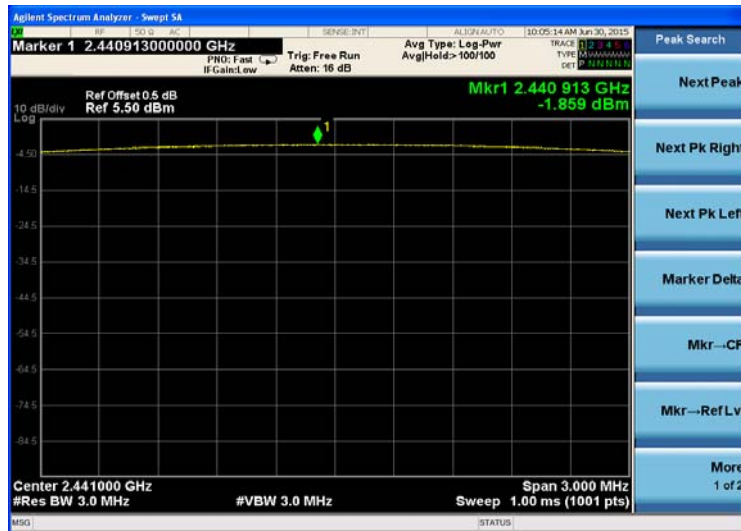 Agilent Spectrum Analyzer - Swept SA
RF 50 Ω AC SENSE:INT ALIGN AUTO 10:05:14 AM Jun 30, 2015
Marker 1 2.440913000000 GHz
PNO: Fast
IFGain:Low
Trig: Free Run
Atten: 16 dB
Avg Type: Log-Pwr
Avg|Hold:> 100/100
TRACE 1 2 3 4 5 6
TYPE M W W W W W
DET P N N N N N
Peak Search
Mkr1 2.440 913 GHz
-1.859 dBm
Ref Offset 0.5 dB
Ref 5.50 dBm
10 dB/div
Log
1
-4.50
-14.5
-24.5
-34.5
-44.5
-54.5
-64.5
-74.5
-84.5
Center 2.441000 GHz
Span 3.000 MHz
#Res BW 3.0 MHz
#VBW 3.0 MHz
Sweep 1.00 ms (1001 pts)
MSG
STATUS
Next Peak
Next Pk Righ
Next Pk Lef
Marker Delta
Mkr→CF
Mkr→Ref Lv
More
1 of 2